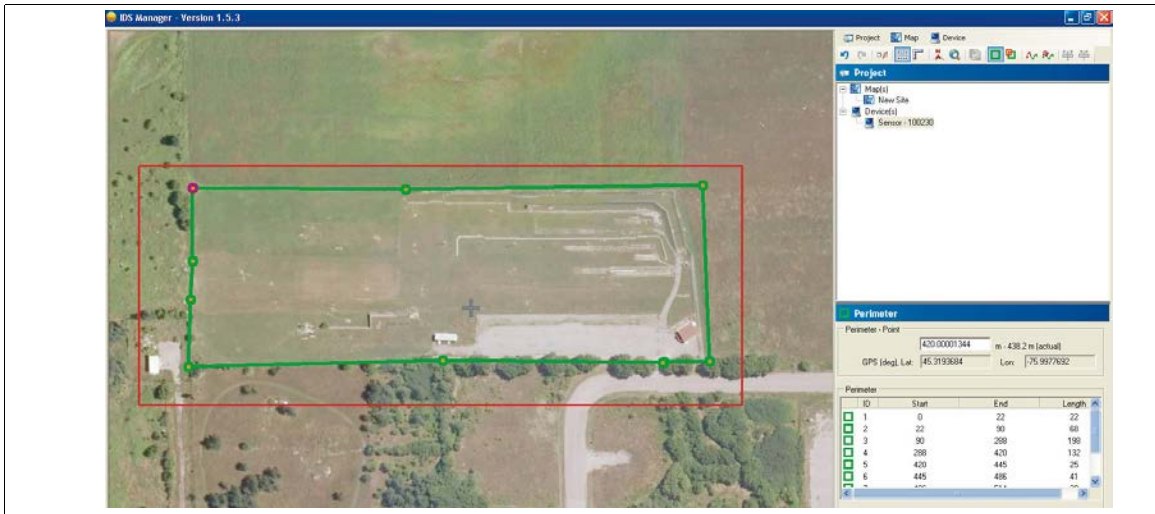 IDS Manager - Version 1.5.3
Project Map Device
Project
Map(s)
New Site
Device(s)
Sensor - 100230
Perimeter
Perimeter - Point
420.00001344 m - 438.2 m (actual)
GPS (deg), Lat: 45.3193684 Lon: -75.9977692
Perimeter
ID Start End Length
1 0 22 22
2 22 90 68
3 90 288 198
4 288 420 132
5 420 445 25
6 445 486 41